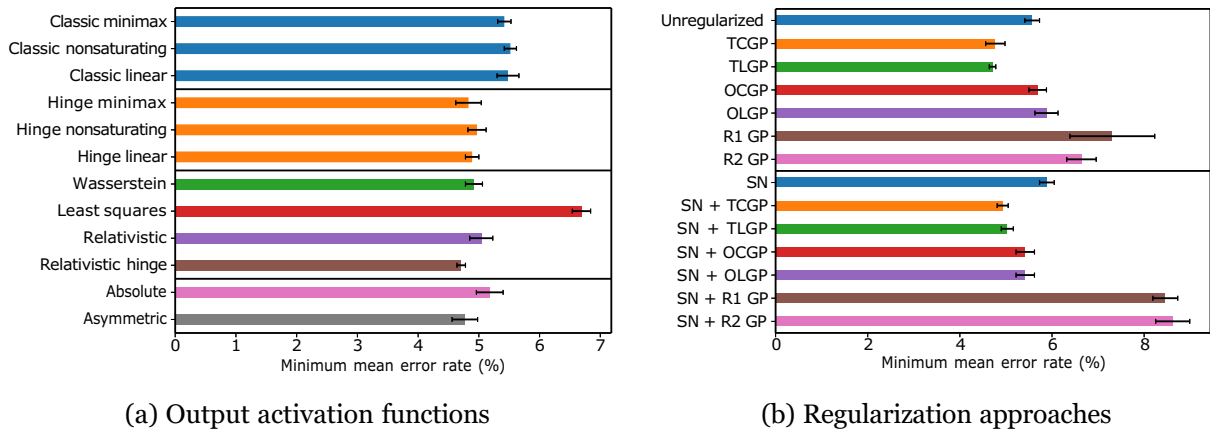 Classic minimax
Classic nonsaturating
Classic linear
Hinge minimax
Hinge nonsaturating
Hinge linear
Wasserstein
Least squares
Relativistic
Relativistic hinge
Absolute
Asymmetric
0 1 2 3 4 5 6 7
Minimum mean error rate (%)
(a) Output activation functions
Unregularized
TCGP
TLGP
OCGP
OLGP
R1 GP
R2 GP
SN
SN + TCGP
SN + TLGP
SN + OCGP
SN + OLGP
SN + R1 GP
SN + R2 GP
0 2 4 6 8
Minimum mean error rate (%)
(b) Regularization approaches